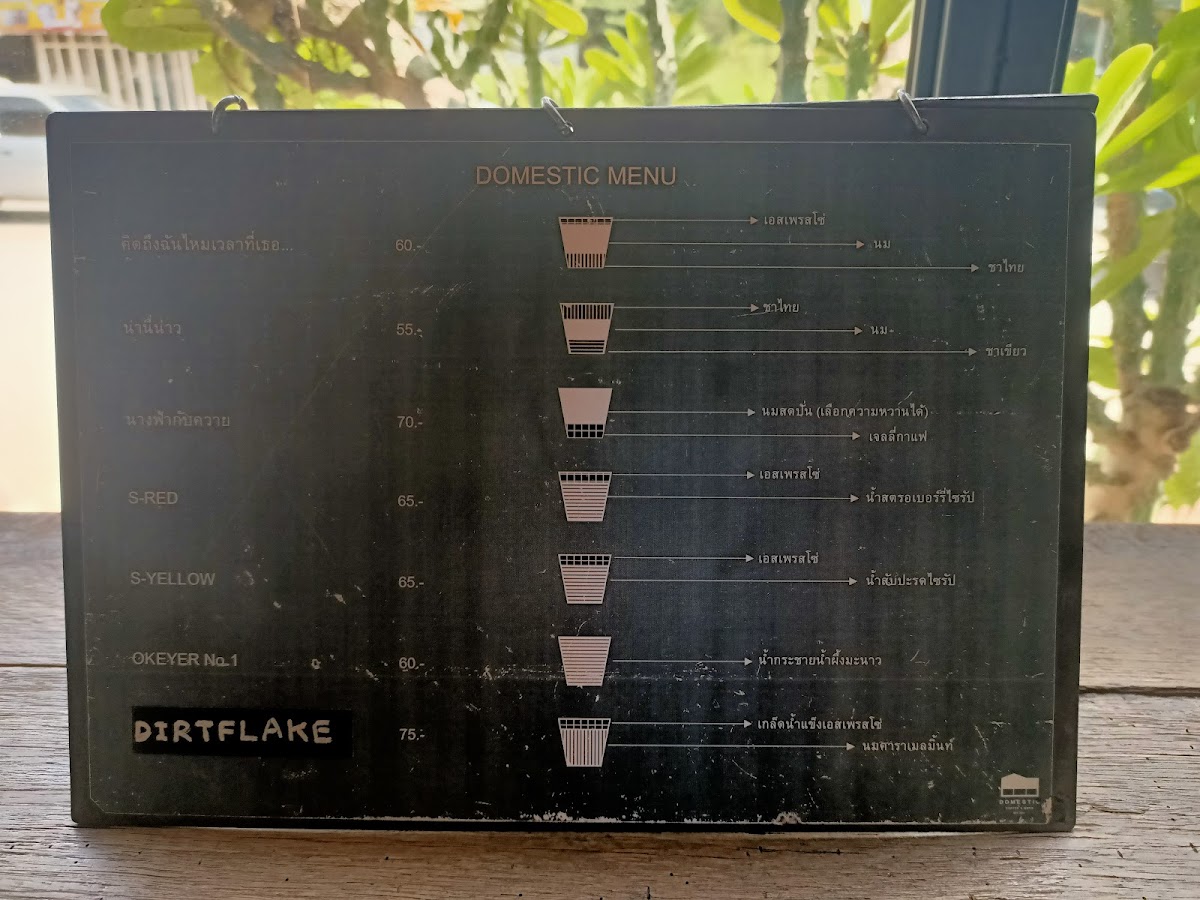 DOMESTIC MENU
คิดถึงฉันไหมเวลาที่เธอ... 60.- เอสเพรสโซ่
นม
ชาไทย
น่านี้น่าว 55.- ชาไทย
นม
ชาเขียว
นางฟ้ากับควาย 70.- นมสดปั่น (เลือกความหวานได้)
เจลลี่กาแฟ
S-RED 65.- เอสเพรสโซ่
น้ำสตรอเบอร์รี่ไซรัป
S-YELLOW 65.- เอสเพรสโซ่
น้ำสับปะรดไซรัป
OKEYER No.1 60.- น้ำกระชายน้ำผึ้งมะนาว
DIRTFLAKE 75.- เกล็ดน้ำแข็งเอสเพรสโซ่
นมคาราเมลมิ้นท์
DOMESTIC